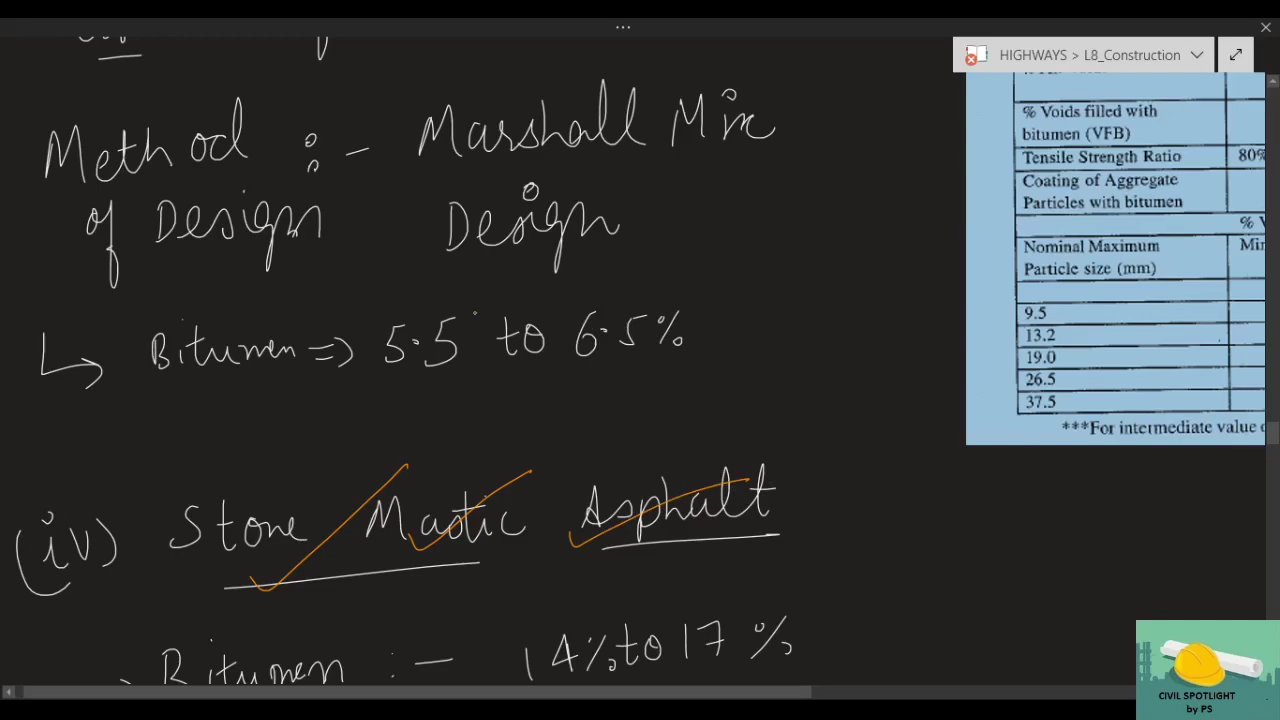 HIGHWAYS > L8_Construction
Method :- Marshall Mix
of Design Design
↳ Bitumen => 5.5 to 6.5%
(iv) Stone Mastic Asphalt
Bitumen :- 14% to 17 %
% Voids filled with
bitumen (VFB)
Tensile Strength Ratio 80%
Coating of Aggregate
Particles with bitumen
% V
Nominal Maximum Min
Particle size (mm)
9.5
13.2
19.0
26.5
37.5
***For intermediate value
CIVIL SPOTLIGHT
by PS